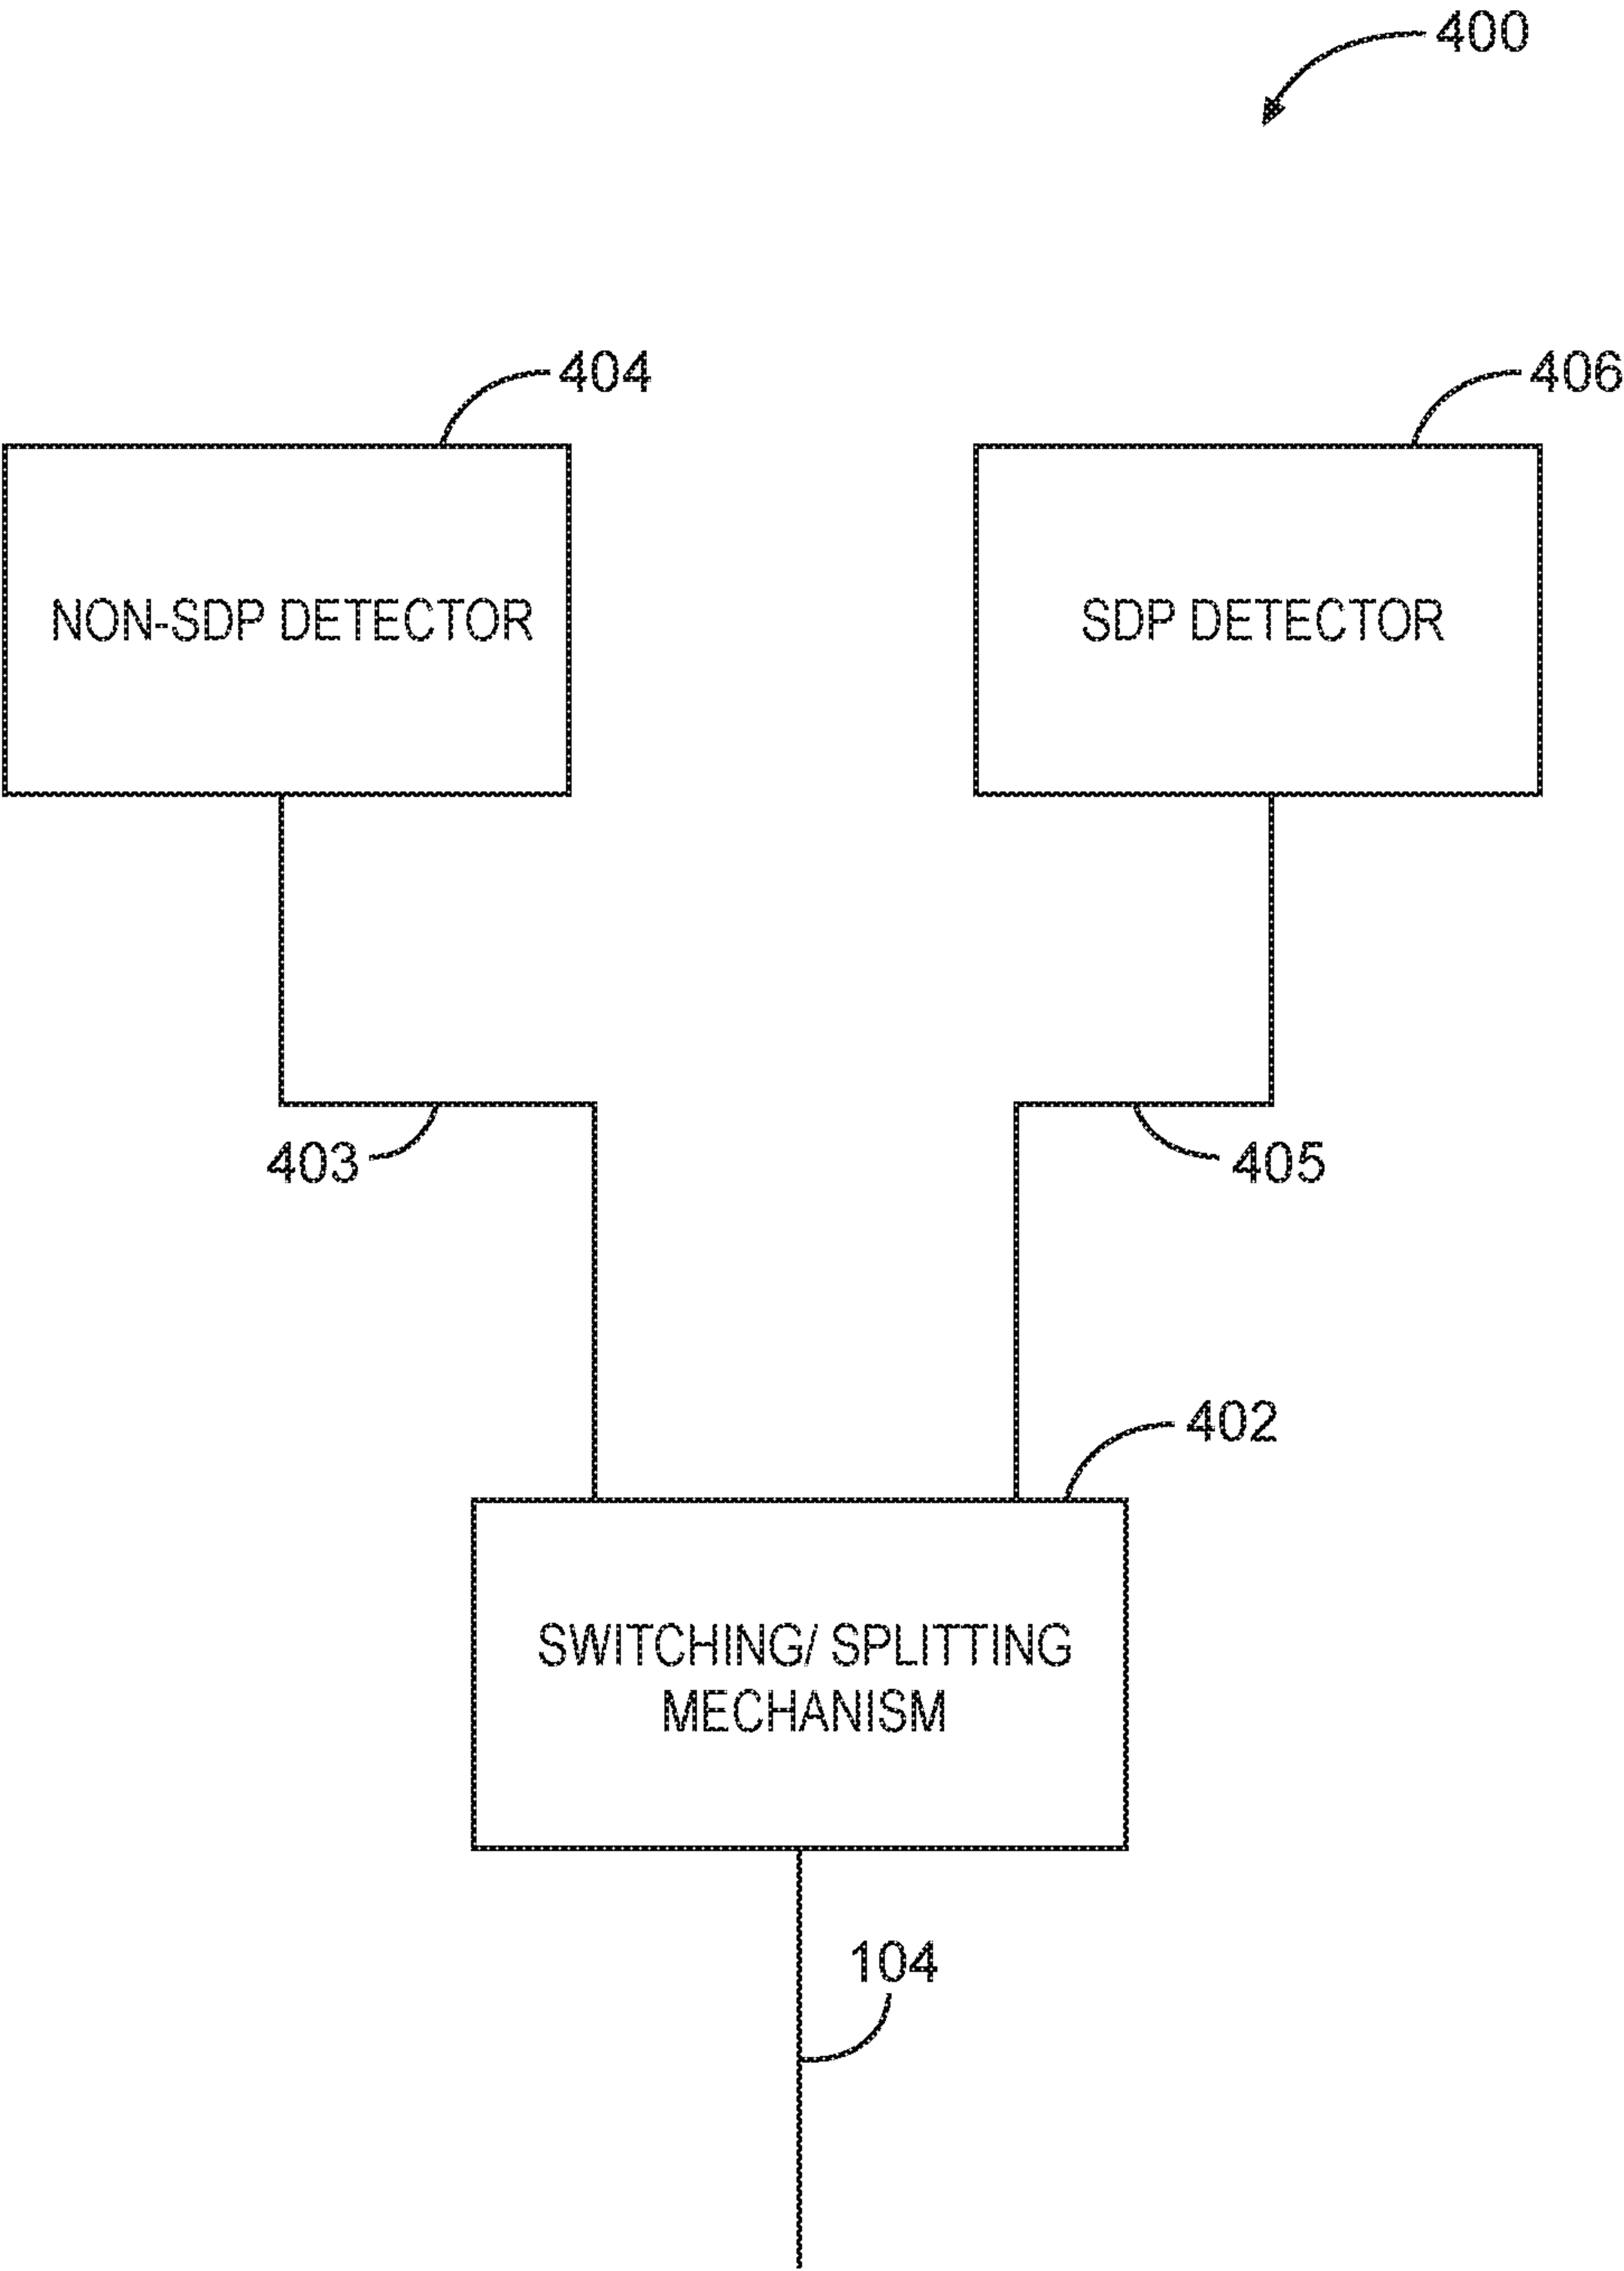 400
404
406
NON-SDP DETECTOR
SDP DETECTOR
403
405
402
SWITCHING/ SPLITTING
MECHANISM
104